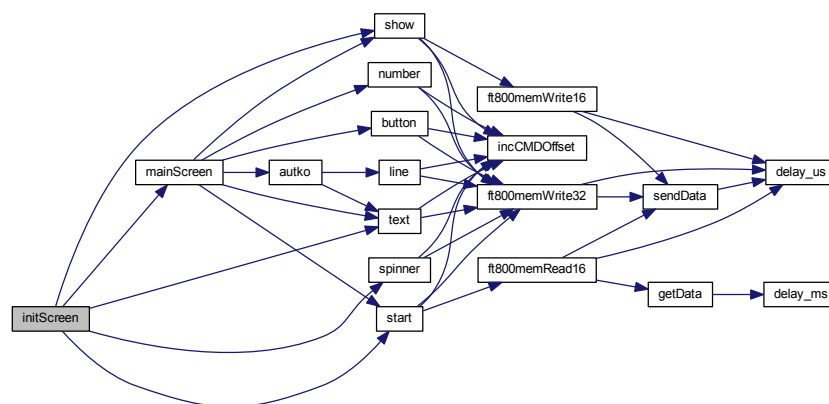 show
number
ft800memWrite16
button
incCMDOffset
mainScreen
autko
line
delay_us
text
ft800memWrite32
sendData
spinner
ft800memRead16
getData
delay_ms
initScreen
start